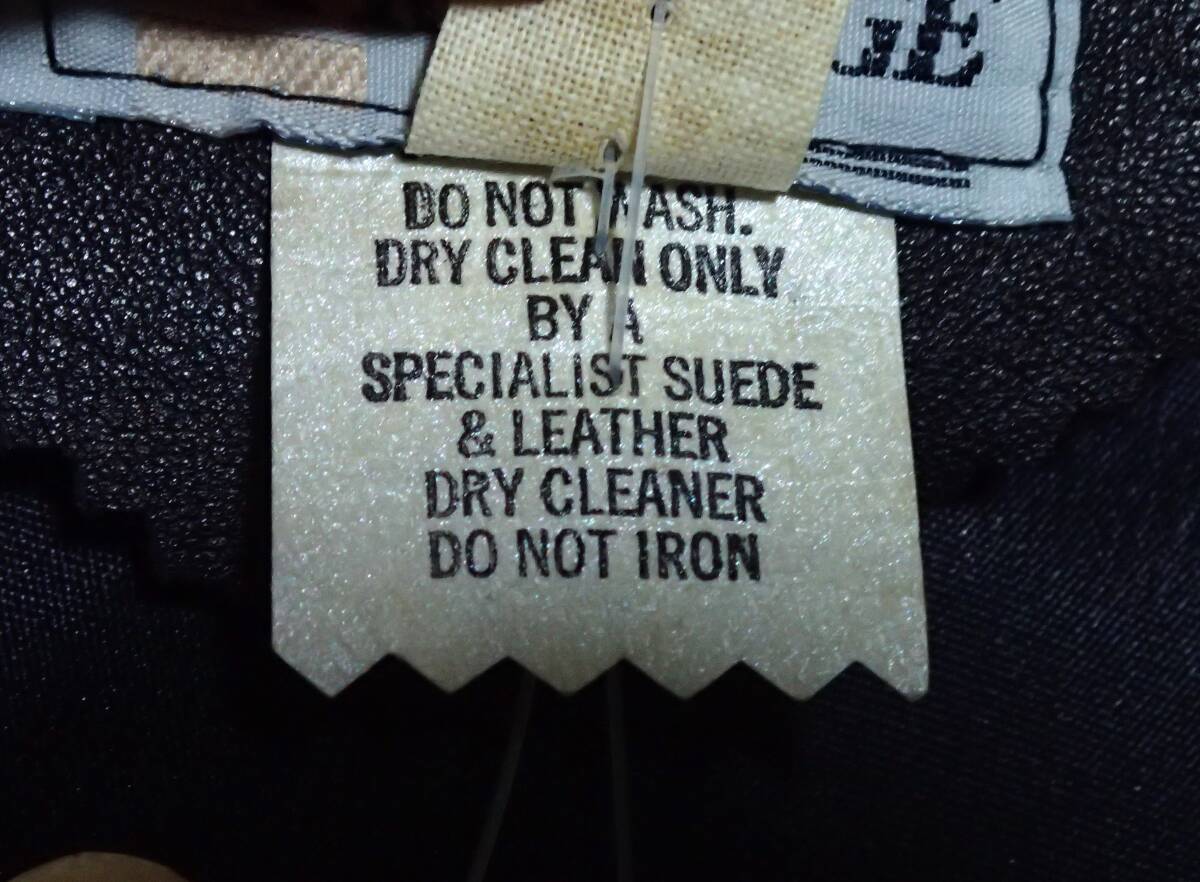 DO NOT WASH.
DRY CLEAN ONLY
BY A
SPECIALIST SUEDE
& LEATHER
DRY CLEANER
DO NOT IRON